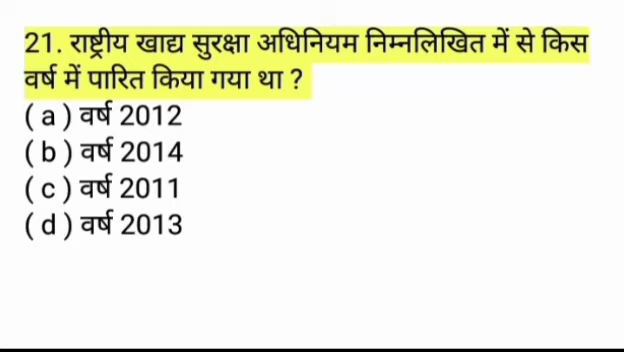 21. राष्ट्रीय खाद्य सुरक्षा अधिनियम निम्नलिखित में से किस
वर्ष में पारित किया गया था ?
( a ) वर्ष 2012
( b ) वर्ष 2014
( c ) वर्ष 2011
( d ) वर्ष 2013